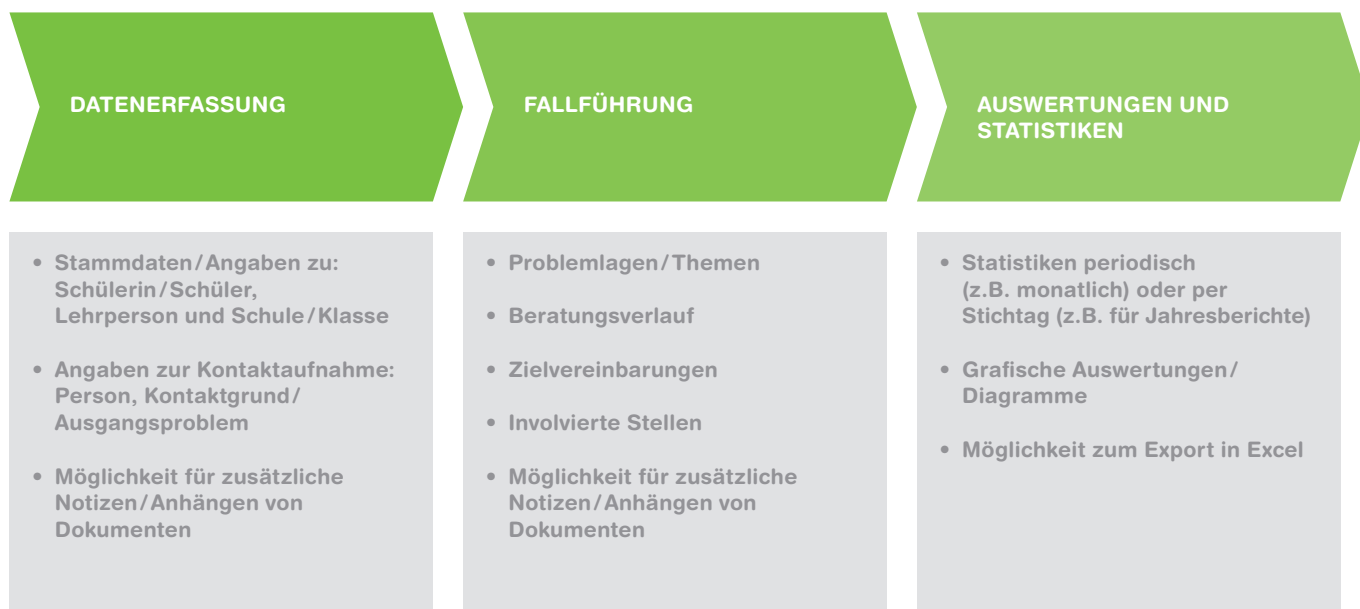 DATENERFASSUNG
• Stammdaten/Angaben zu:
Schülerin/Schüler,
Lehrperson und Schule/Klasse
• Angaben zur Kontaktaufnahme:
Person, Kontaktgrund/
Ausgangsproblem
• Möglichkeit für zusätzliche
Notizen/Anhängen von
Dokumenten
FALLFÜHRUNG
• Problemlagen/Themen
• Beratungsverlauf
• Zielvereinbarungen
• Involvierte Stellen
• Möglichkeit für zusätzliche
Notizen/Anhängen von
Dokumenten
AUSWERTUNGEN UND
STATISTIKEN
• Statistiken periodisch
(z.B. monatlich) oder per
Stichtag (z.B. für Jahresberichte)
• Grafische Auswertungen/
Diagramme
• Möglichkeit zum Export in Excel